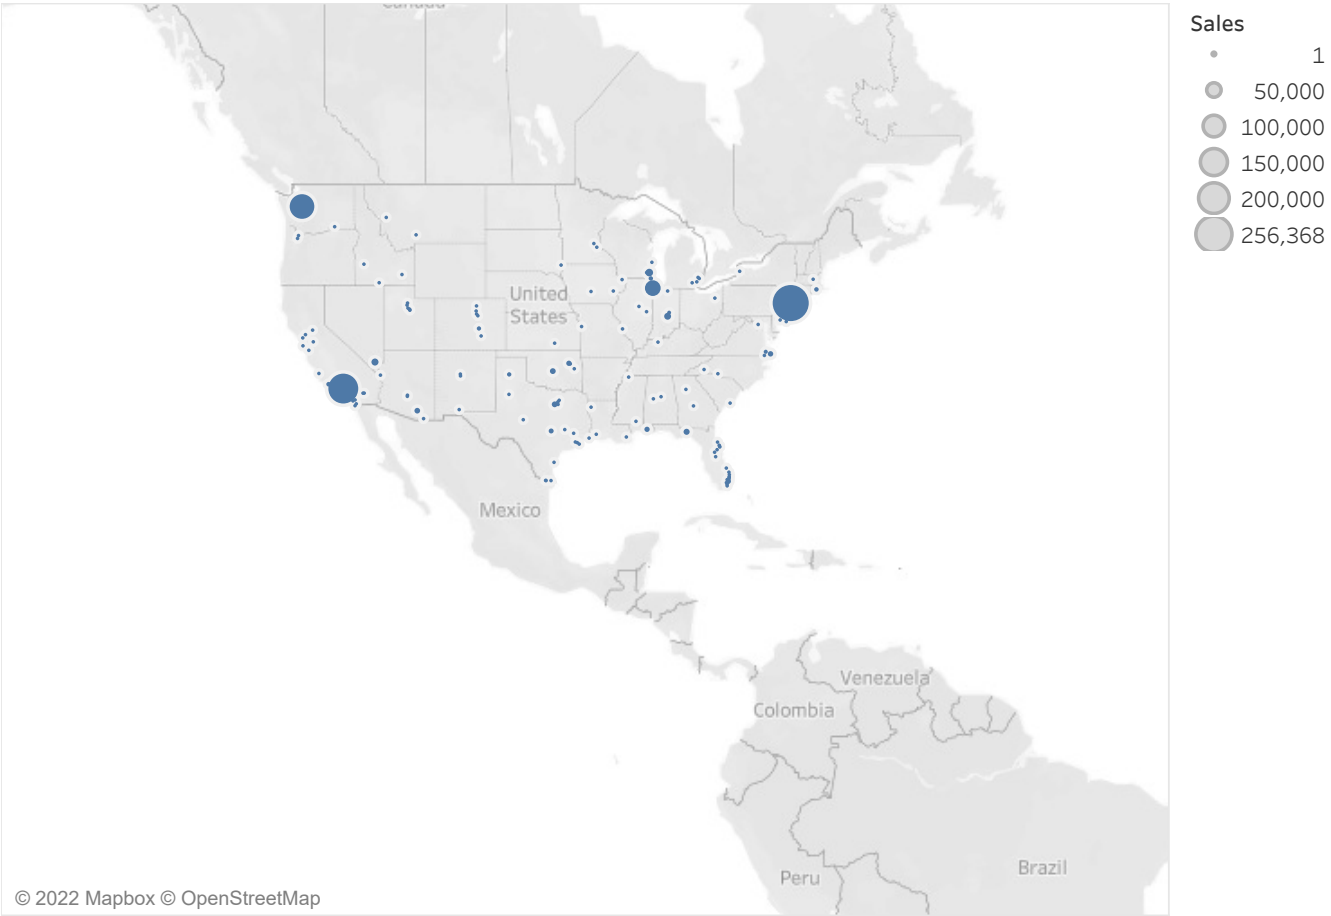 Sales
1
50,000
100,000
150,000
200,000
256,368
United
States
Mexico
Venezuela
Colombia
Brazil
Peru
© 2022 Mapbox © OpenStreetMap